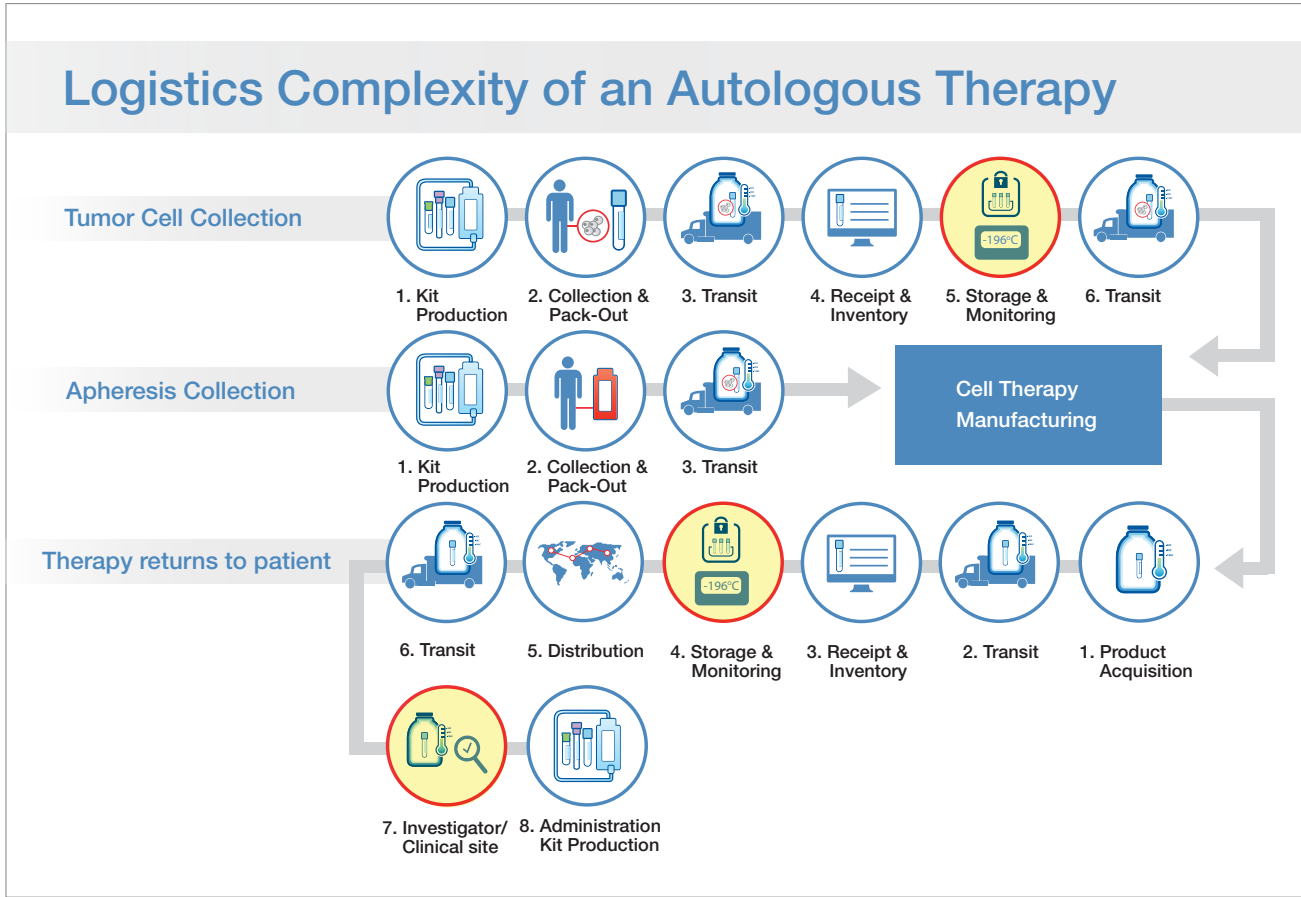 Logistics Complexity of an Autologous Therapy
Tumor Cell Collection
-196°C
1. Kit
Production
2. Collection &
Pack-Out
3. Transit
4. Receipt &
Inventory
5. Storage &
Monitoring
6. Transit
Apheresis Collection
Cell Therapy
Manufacturing
1. Kit
Production
2. Collection &
Pack-Out
3. Transit
Therapy returns to patient
-196°C
6. Transit
5. Distribution
4. Storage &
Monitoring
3. Receipt &
Inventory
2. Transit
1. Product
Acquisition
7. Investigator/
Clinical site
8. Administration
Kit Production